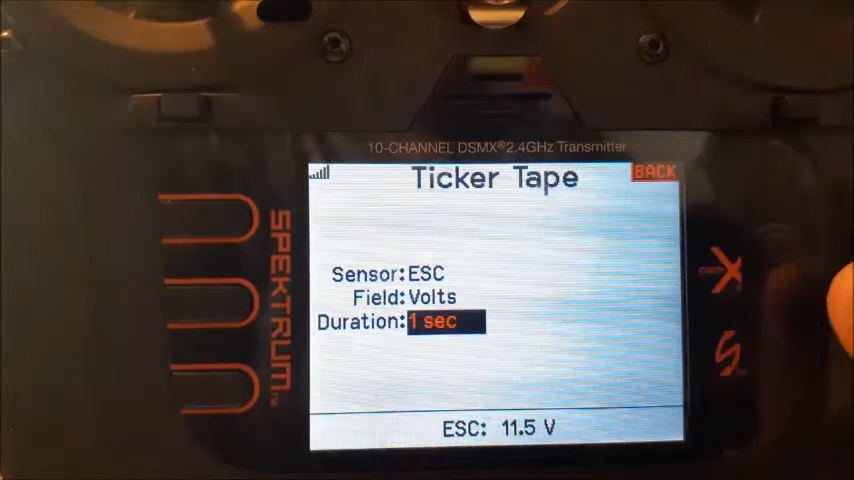 10-CHANNEL DSMX®2.4GHz Transmitter
Ticker Tape
BACK
SPEKTRUM™
Sensor: ESC
Field: Volts
Duration: 1 sec
ESC: 11.5 V